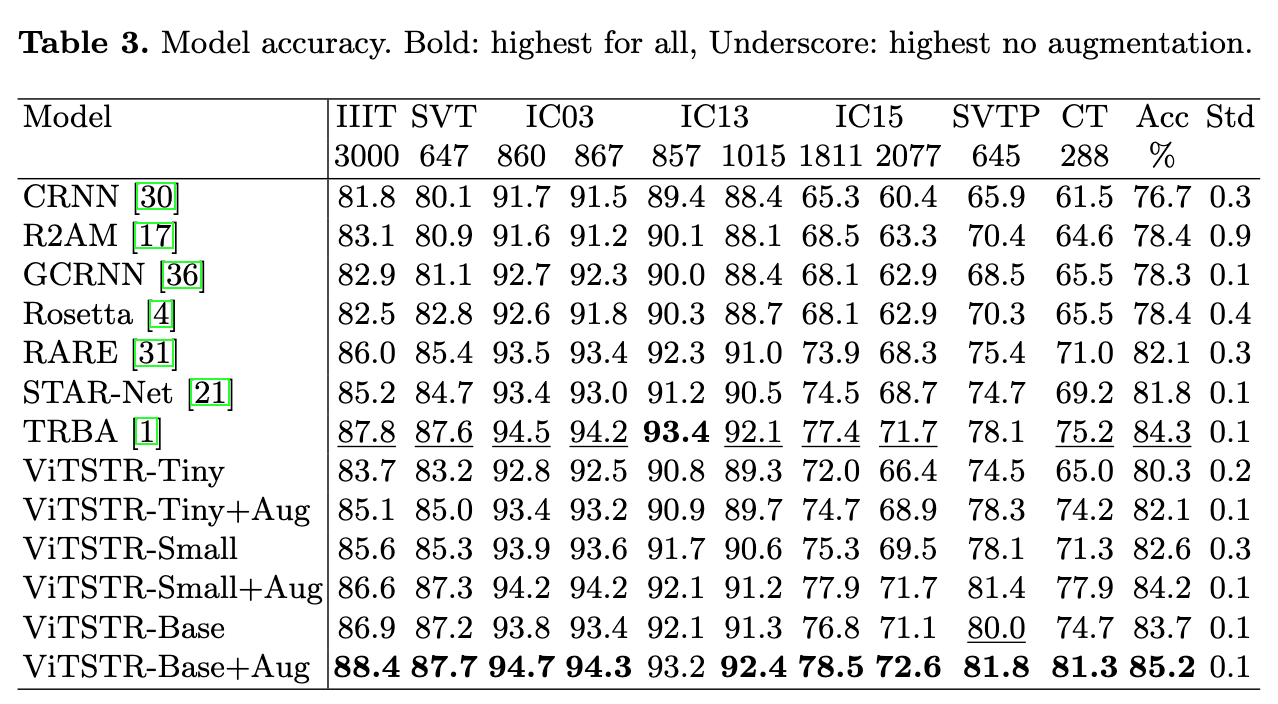 Table 3. Model accuracy. Bold: highest for all, Underscore: highest no augmentation.
Model IIIT SVT IC03 IC13 IC15 SVTP CT Acc Std
3000 647 860 867 857 1015 1811 2077 645 288 %
CRNN [30] 81.8 80.1 91.7 91.5 89.4 88.4 65.3 60.4 65.9 61.5 76.7 0.3
R2AM [17] 83.1 80.9 91.6 91.2 90.1 88.1 68.5 63.3 70.4 64.6 78.4 0.9
GCRNN [36] 82.9 81.1 92.7 92.3 90.0 88.4 68.1 62.9 68.5 65.5 78.3 0.1
Rosetta [4] 82.5 82.8 92.6 91.8 90.3 88.7 68.1 62.9 70.3 65.5 78.4 0.4
RARE [31] 86.0 85.4 93.5 93.4 92.3 91.0 73.9 68.3 75.4 71.0 82.1 0.3
STAR-Net [21] 85.2 84.7 93.4 93.0 91.2 90.5 74.5 68.7 74.7 69.2 81.8 0.1
TRBA [1] 87.8 87.6 94.5 94.2 93.4 92.1 77.4 71.7 78.1 75.2 84.3 0.1
ViTSTR-Tiny 83.7 83.2 92.8 92.5 90.8 89.3 72.0 66.4 74.5 65.0 80.3 0.2
ViTSTR-Tiny+Aug 85.1 85.0 93.4 93.2 90.9 89.7 74.7 68.9 78.3 74.2 82.1 0.1
ViTSTR-Small 85.6 85.3 93.9 93.6 91.7 90.6 75.3 69.5 78.1 71.3 82.6 0.3
ViTSTR-Small+Aug 86.6 87.3 94.2 94.2 92.1 91.2 77.9 71.7 81.4 77.9 84.2 0.1
ViTSTR-Base 86.9 87.2 93.8 93.4 92.1 91.3 76.8 71.1 80.0 74.7 83.7 0.1
ViTSTR-Base+Aug 88.4 87.7 94.7 94.3 93.2 92.4 78.5 72.6 81.8 81.3 85.2 0.1